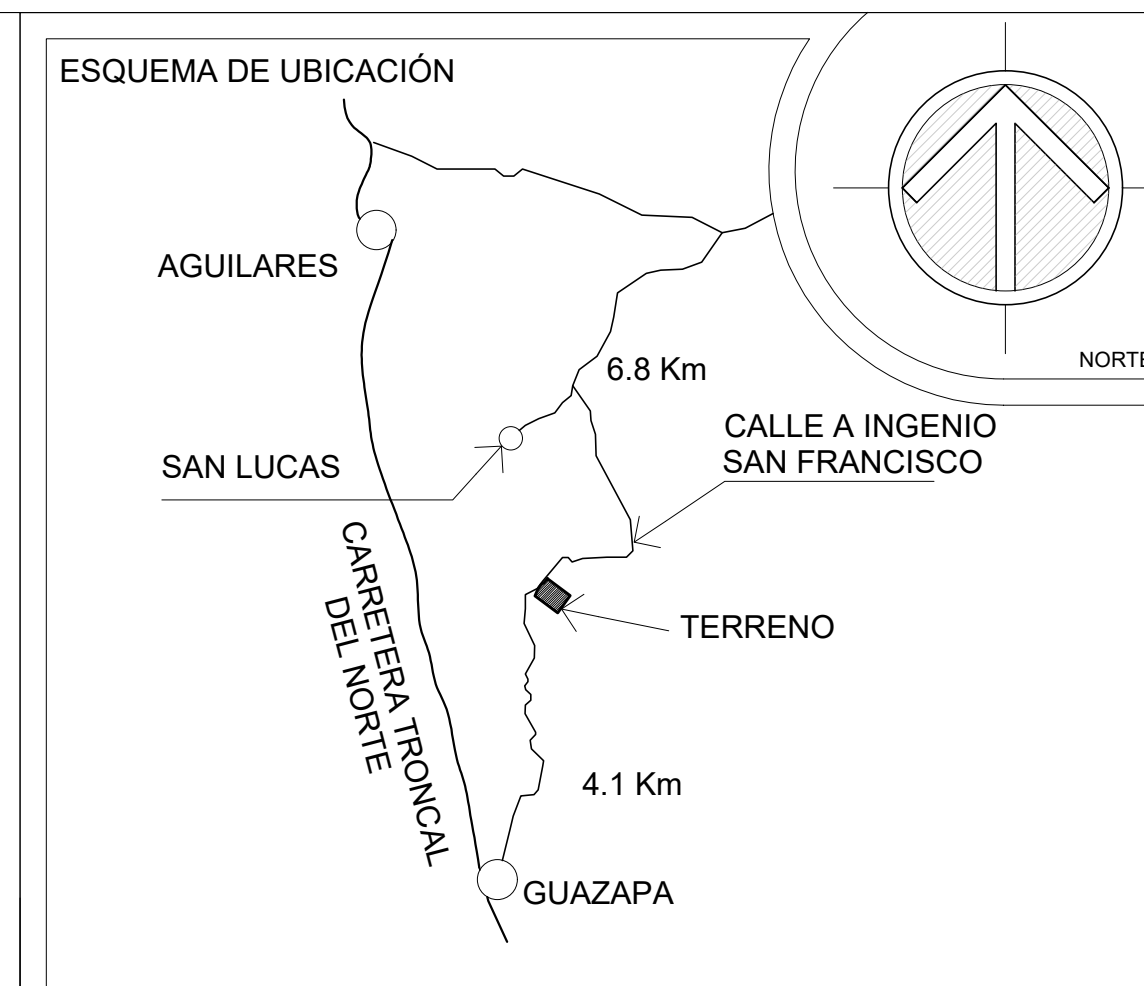 ESQUEMA DE UBICACIÓN
AGUILARES
NORTE
6.8 Km
CALLE A INGENIO
SAN FRANCISCO
SAN LUCAS
CARRETERA TRONCAL
DEL NORTE
TERRENO
4.1 Km
GUAZAPA